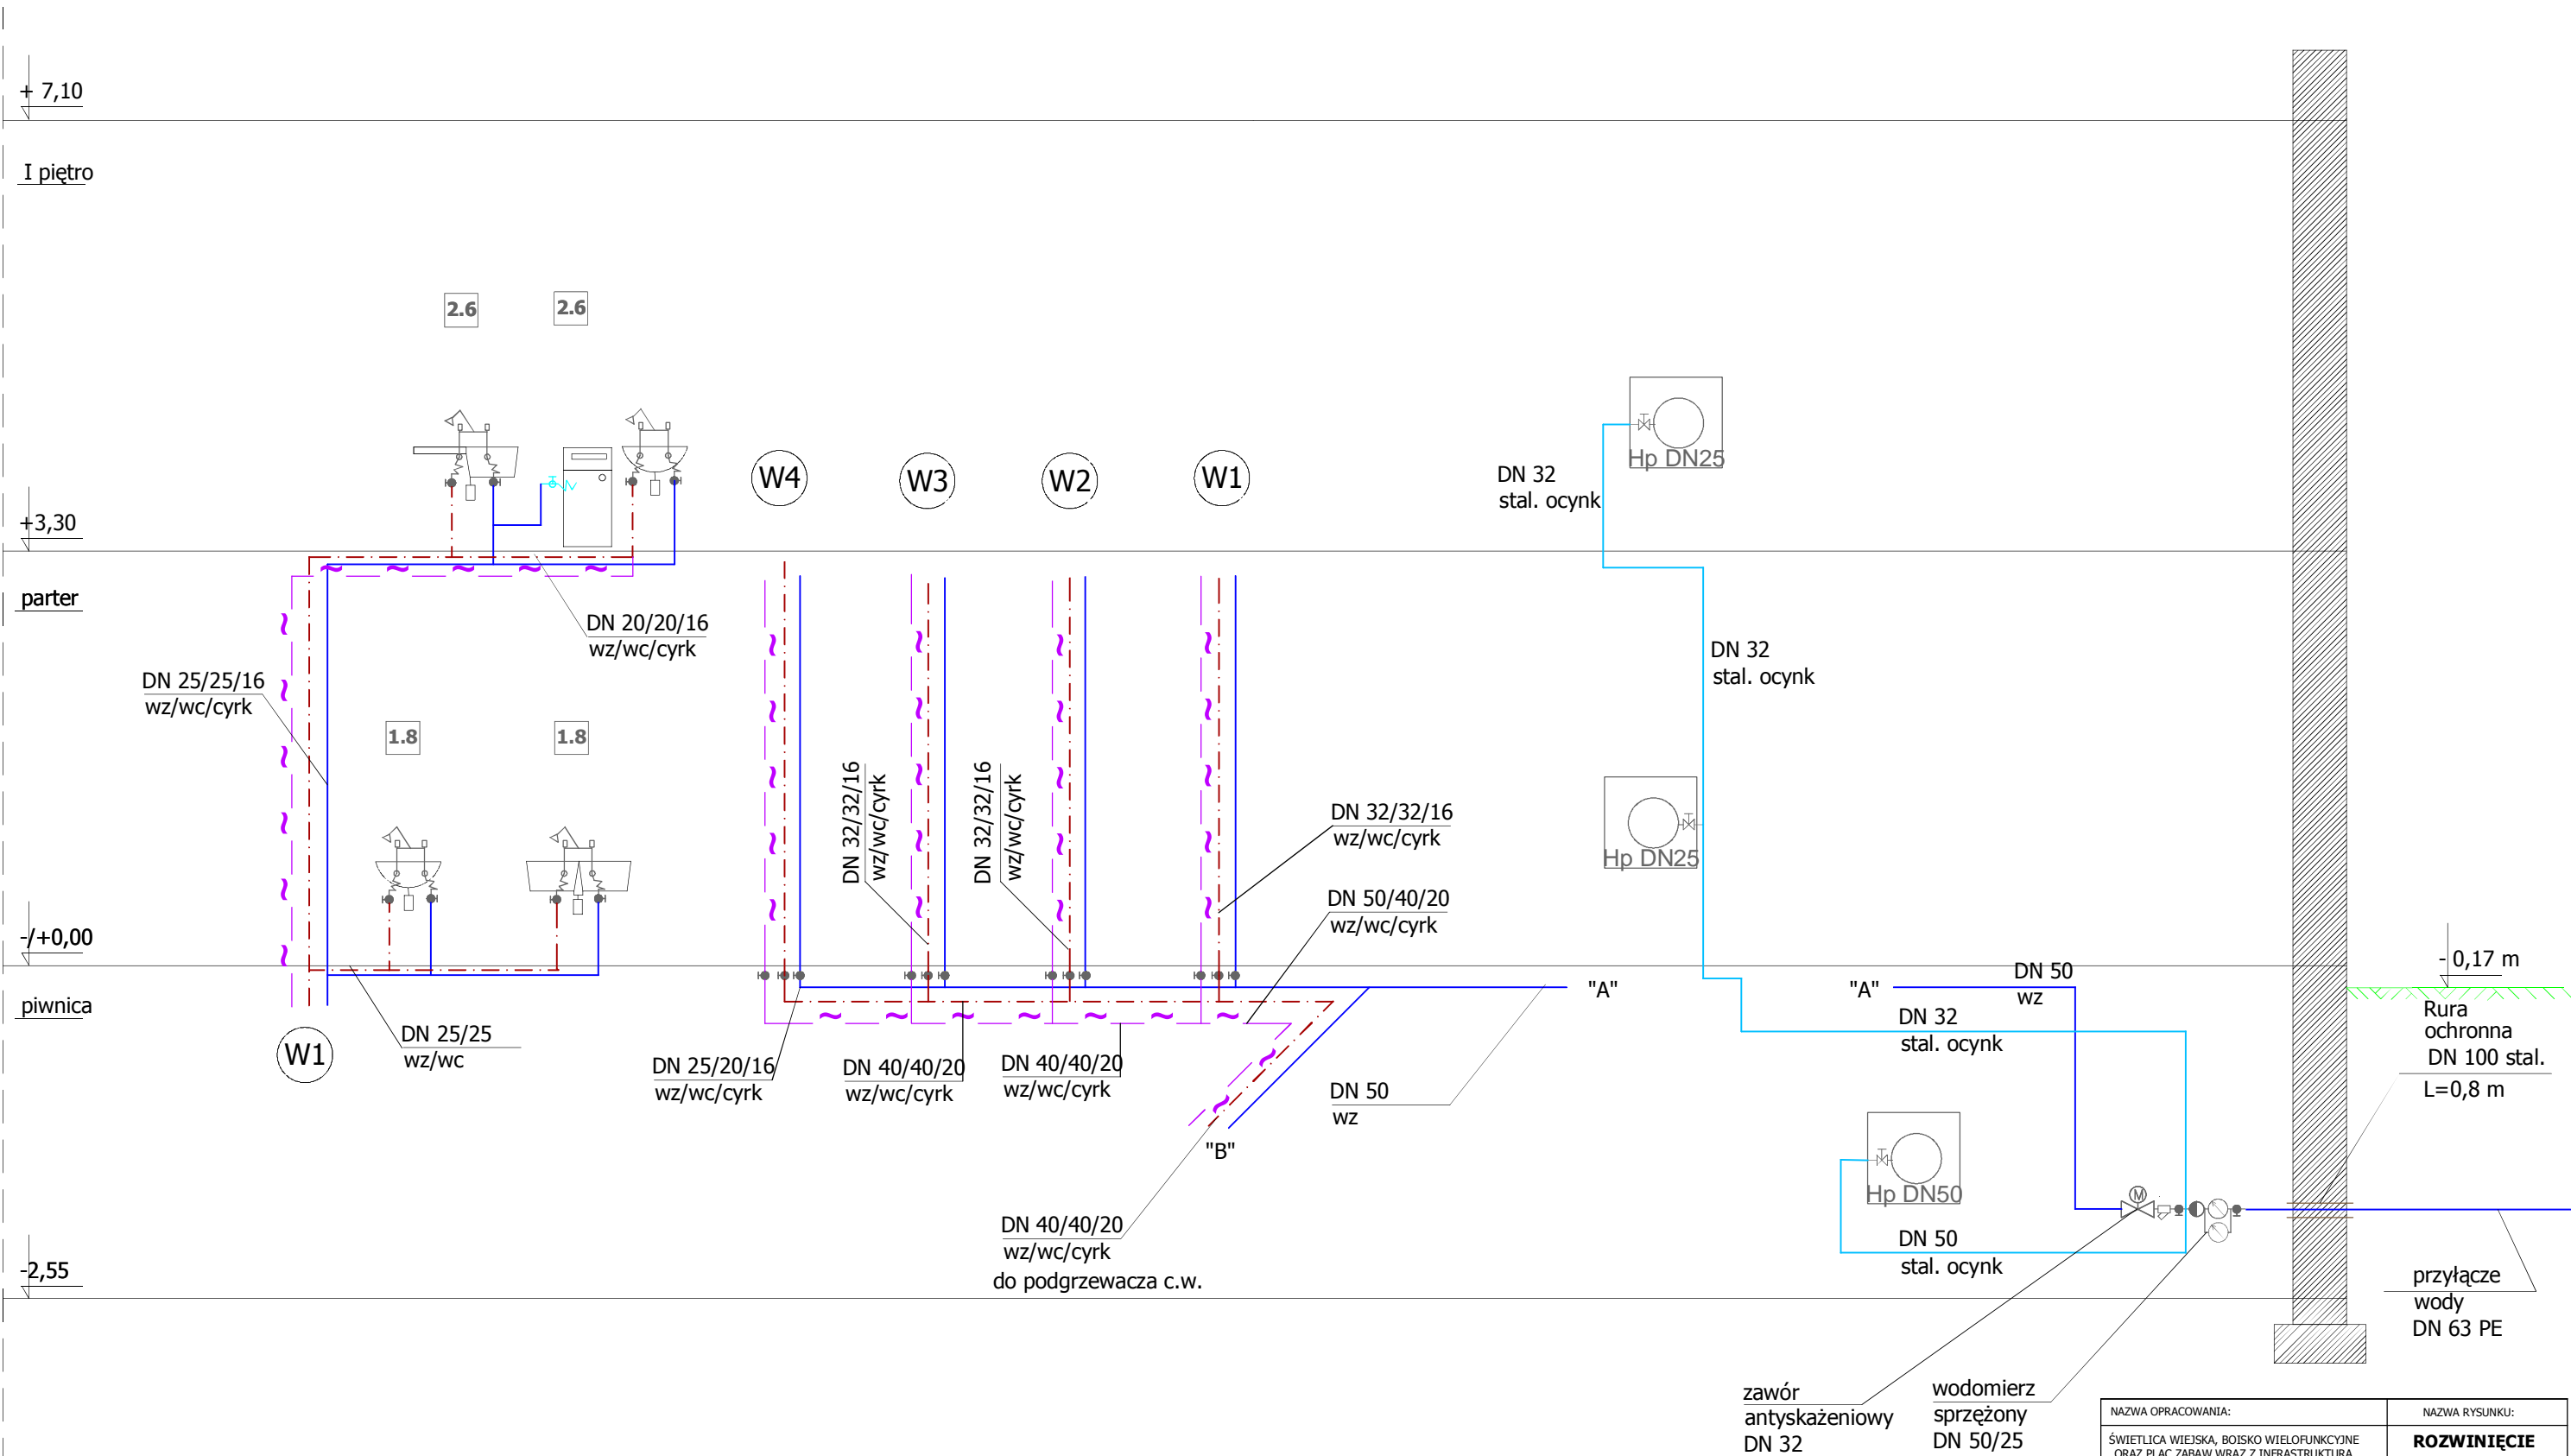 + 7,10
I piętro
2.6
2.6
W4
W3
W2
W1
Hp DN25
DN 32
stal. ocynk
+3,30
parter
DN 20/20/16
wz/wc/cyrk
DN 32
stal. ocynk
DN 25/25/16
wz/wc/cyrk
1.8
1.8
DN 32/32/16
wz/wc/cyrk
DN 32/32/16
wz/wc/cyrk
DN 32/32/16
wz/wc/cyrk
Hp DN25
DN 50/40/20
wz/wc/cyrk
-/+0,00
- 0,17 m
piwnica
"A"
"A"
DN 50
wz
DN 32
stal. ocynk
Rura
ochronna
DN 100 stal.
L=0,8 m
W1
DN 25/25
wz/wc
DN 25/20/16
wz/wc/cyrk
DN 40/40/20
wz/wc/cyrk
DN 40/40/20
wz/wc/cyrk
DN 50
wz
"B"
Hp DN50
M
DN 40/40/20
wz/wc/cyrk
do podgrzewacza c.w.
DN 50
stal. ocynk
-2,55
przyłącze
wody
DN 63 PE
zawór
antyskażeniowy
DN 32
wodomierz
sprzężony
DN 50/25
NAZWA OPRACOWANIA:
NAZWA RYSUNKU:
ŚWIETLICA WIEJSKA, BOISKO WIELOFUNKCYJNE
ORAZ PLAC ZABAW WRAZ Z INFRASTRUKTURĄ
ROZWINIĘCIE